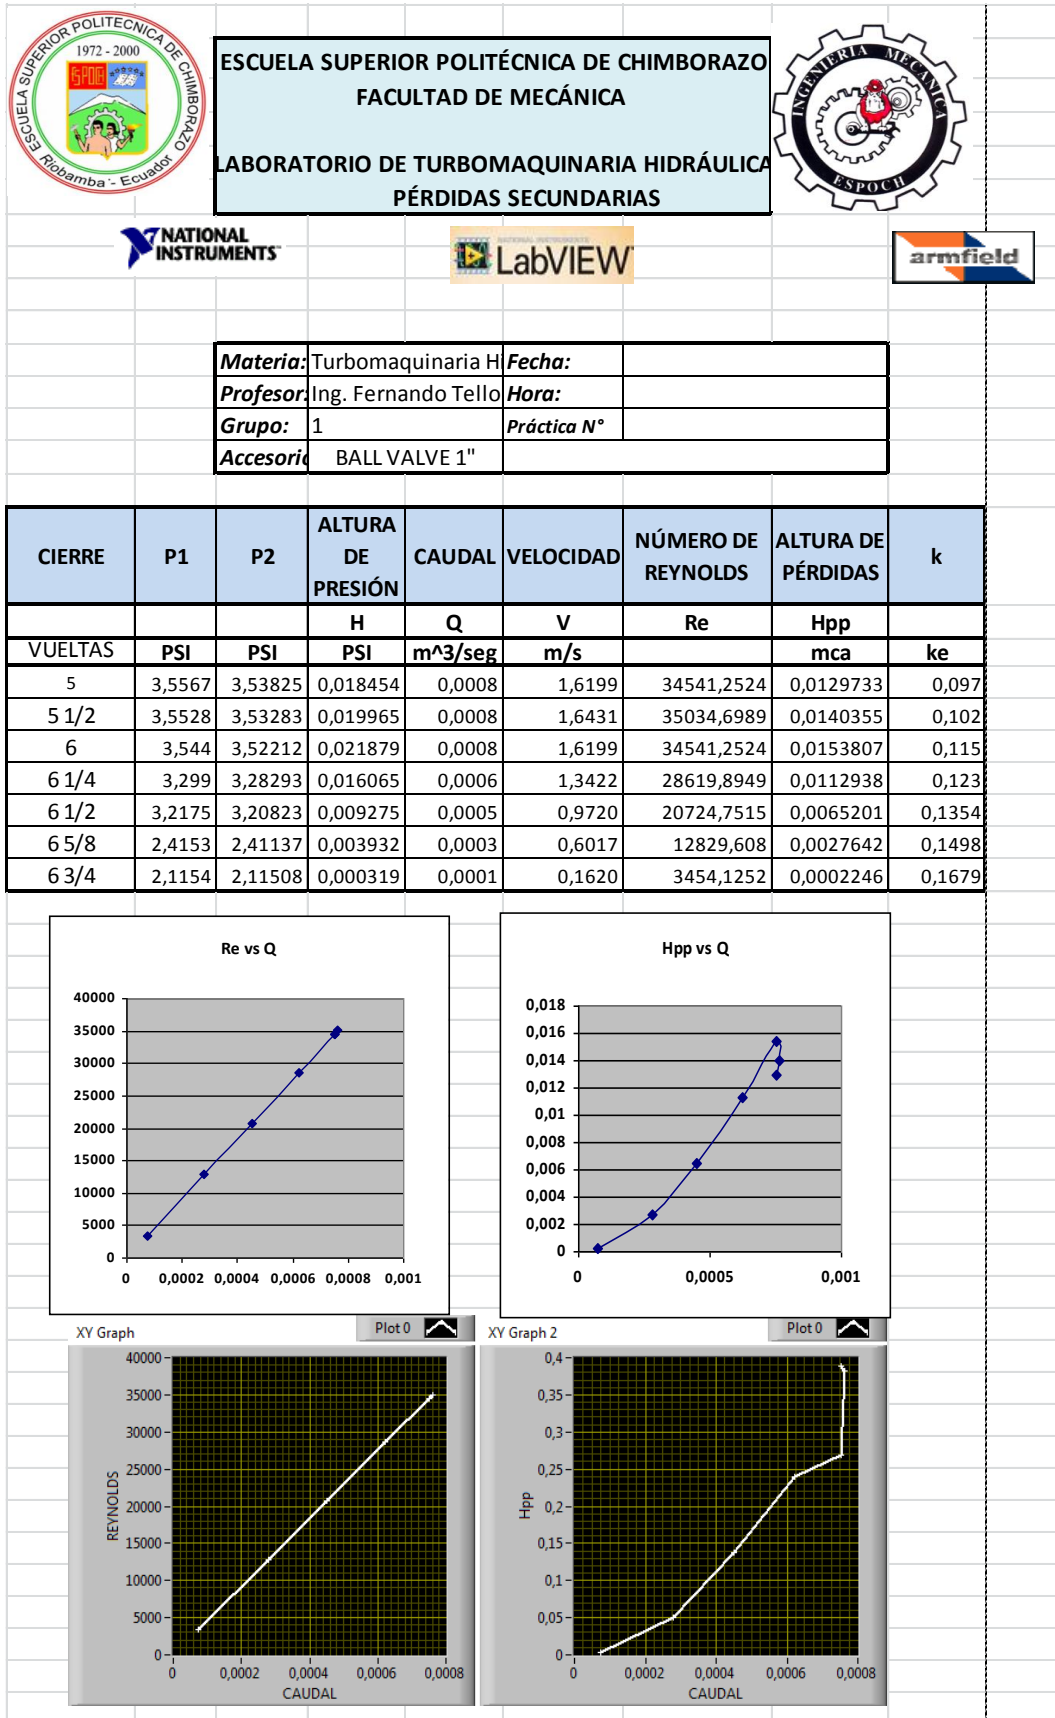 ESCUELA SUPERIOR POLITECNICA DE CHIMBORAZO
1972 - 2000
ESPOCH
Riobamba - Ecuador
ESCUELA SUPERIOR POLITÉCNICA DE CHIMBORAZO
FACULTAD DE MECÁNICA
LABORATORIO DE TURBOMAQUINARIA HIDRÁULICA
PÉRDIDAS SECUNDARIAS
INGENIERIA MECANICA
ESPOCH
NATIONAL INSTRUMENTS
NATIONAL INSTRUMENTS
LabVIEW
armfield
Materia: Turbomaquinaria Hi Fecha:
Profesor: Ing. Fernando Tello Hora:
Grupo: 1 Práctica N°
Accesorio BALL VALVE 1"
CIERRE P1 P2 ALTURA DE PRESIÓN CAUDAL VELOCIDAD NÚMERO DE REYNOLDS ALTURA DE PÉRDIDAS k
H Q V Re Hpp
VUELTAS PSI PSI PSI m^3/seg m/s mca ke
5 3,5567 3,53825 0,018454 0,0008 1,6199 34541,2524 0,0129733 0,097
5 1/2 3,5528 3,53283 0,019965 0,0008 1,6431 35034,6989 0,0140355 0,102
6 3,544 3,52212 0,021879 0,0008 1,6199 34541,2524 0,0153807 0,115
6 1/4 3,299 3,28293 0,016065 0,0006 1,3422 28619,8949 0,0112938 0,123
6 1/2 3,2175 3,20823 0,009275 0,0005 0,9720 20724,7515 0,0065201 0,1354
6 5/8 2,4153 2,41137 0,003932 0,0003 0,6017 12829,608 0,0027642 0,1498
6 3/4 2,1154 2,11508 0,000319 0,0001 0,1620 3454,1252 0,0002246 0,1679
Re vs Q
40000
35000
30000
25000
20000
15000
10000
5000
0
0 0,0002 0,0004 0,0006 0,0008 0,001
Hpp vs Q
0,018
0,016
0,014
0,012
0,01
0,008
0,006
0,004
0,002
0
0 0,0005 0,001
XY Graph
Plot 0
REYNOLDS
40000
35000
30000
25000
20000
15000
10000
5000
0
0 0,0002 0,0004 0,0006 0,0008
CAUDAL
XY Graph 2
Plot 0
Hpp
0,4
0,35
0,3
0,25
0,2
0,15
0,1
0,05
0
0 0,0002 0,0004 0,0006 0,0008
CAUDAL